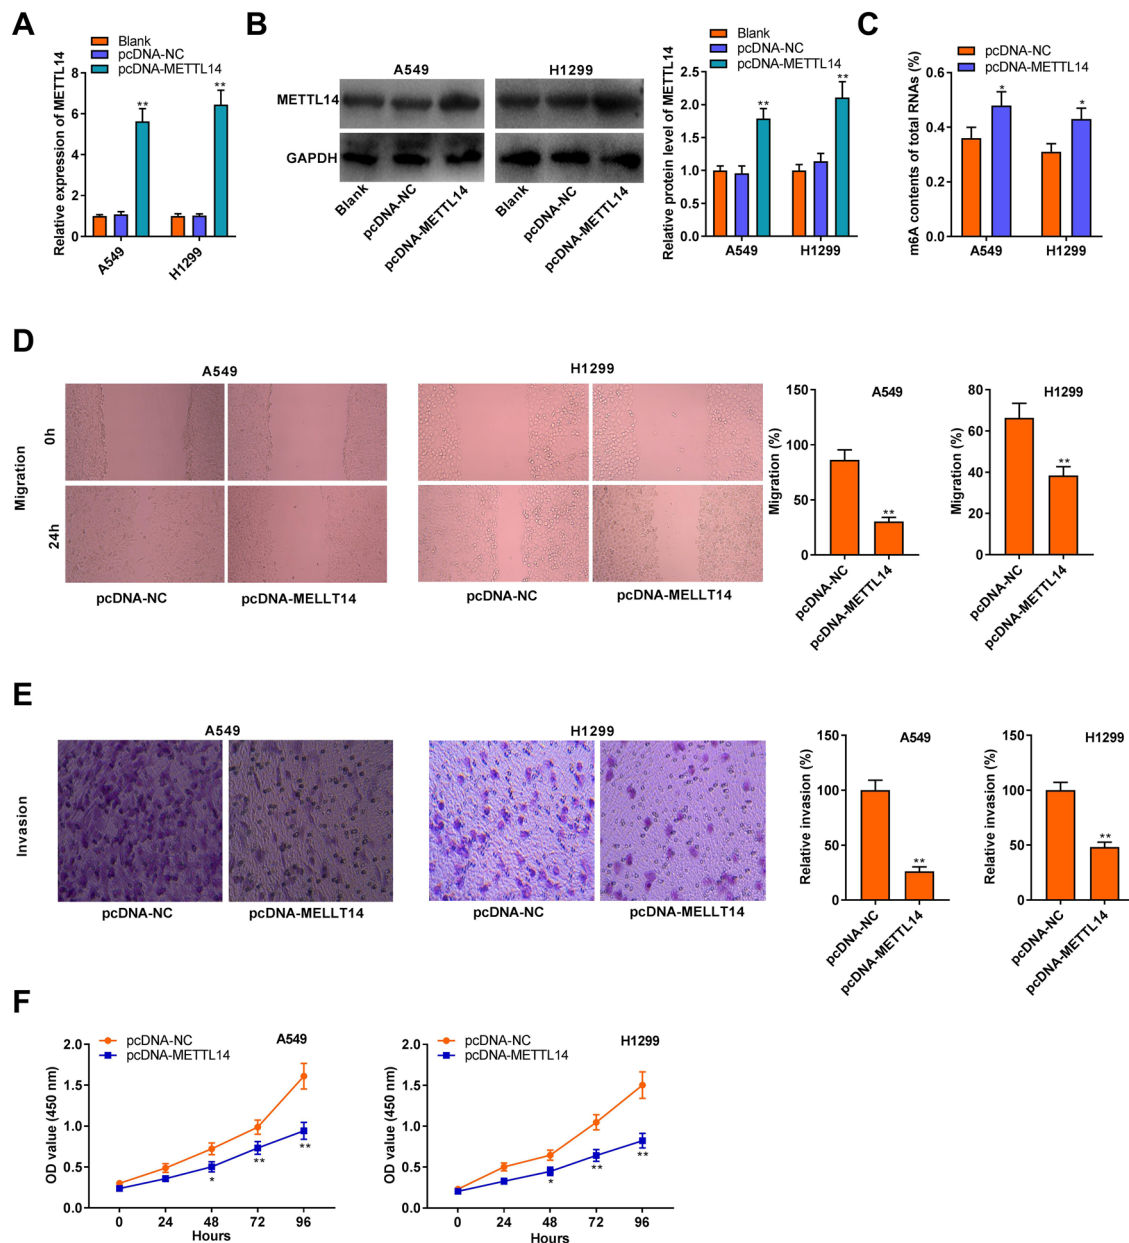 A
Blank
pcDNA-NC
pcDNA-METTL14
Relative expression of METTL14
8
6
4
2
0
**
**
A549
H1299
B
A549
H1299
METTL14
GAPDH
Blank
pcDNA-NC
pcDNA-METTL14
Blank
pcDNA-NC
pcDNA-METTL14
Blank
pcDNA-NC
pcDNA-METTL14
Relative protein level of METTL14
2.5
2.0
1.5
1.0
0.5
0.0
**
**
A549
H1299
C
pcDNA-NC
pcDNA-METTL14
m6A contents of total RNAs (%)
0.6
0.4
0.2
0.0
*
*
A549
H1299
D
A549
H1299
Migration
0h
24h
pcDNA-NC
pcDNA-MELLT14
pcDNA-NC
pcDNA-MELLT14
A549
Migration (%)
150
100
50
0
**
pcDNA-NC
pcDNA-METTL14
H1299
Migration (%)
80
60
40
20
0
**
pcDNA-NC
pcDNA-METTL14
E
A549
H1299
Invasion
pcDNA-NC
pcDNA-MELLT14
pcDNA-NC
pcDNA-MELLT14
A549
Relative invasion (%)
150
100
50
0
**
pcDNA-NC
pcDNA-METTL14
H1299
Relative invasion (%)
150
100
50
0
**
pcDNA-NC
pcDNA-METTL14
F
pcDNA-NC
pcDNA-METTL14
A549
OD value (450 nm)
2.0
1.5
1.0
0.5
0.0
*
**
**
0 24 48 72 96
Hours
pcDNA-NC
pcDNA-METTL14
H1299
OD value (450 nm)
2.0
1.5
1.0
0.5
0.0
*
**
**
0 24 48 72 96
Hours